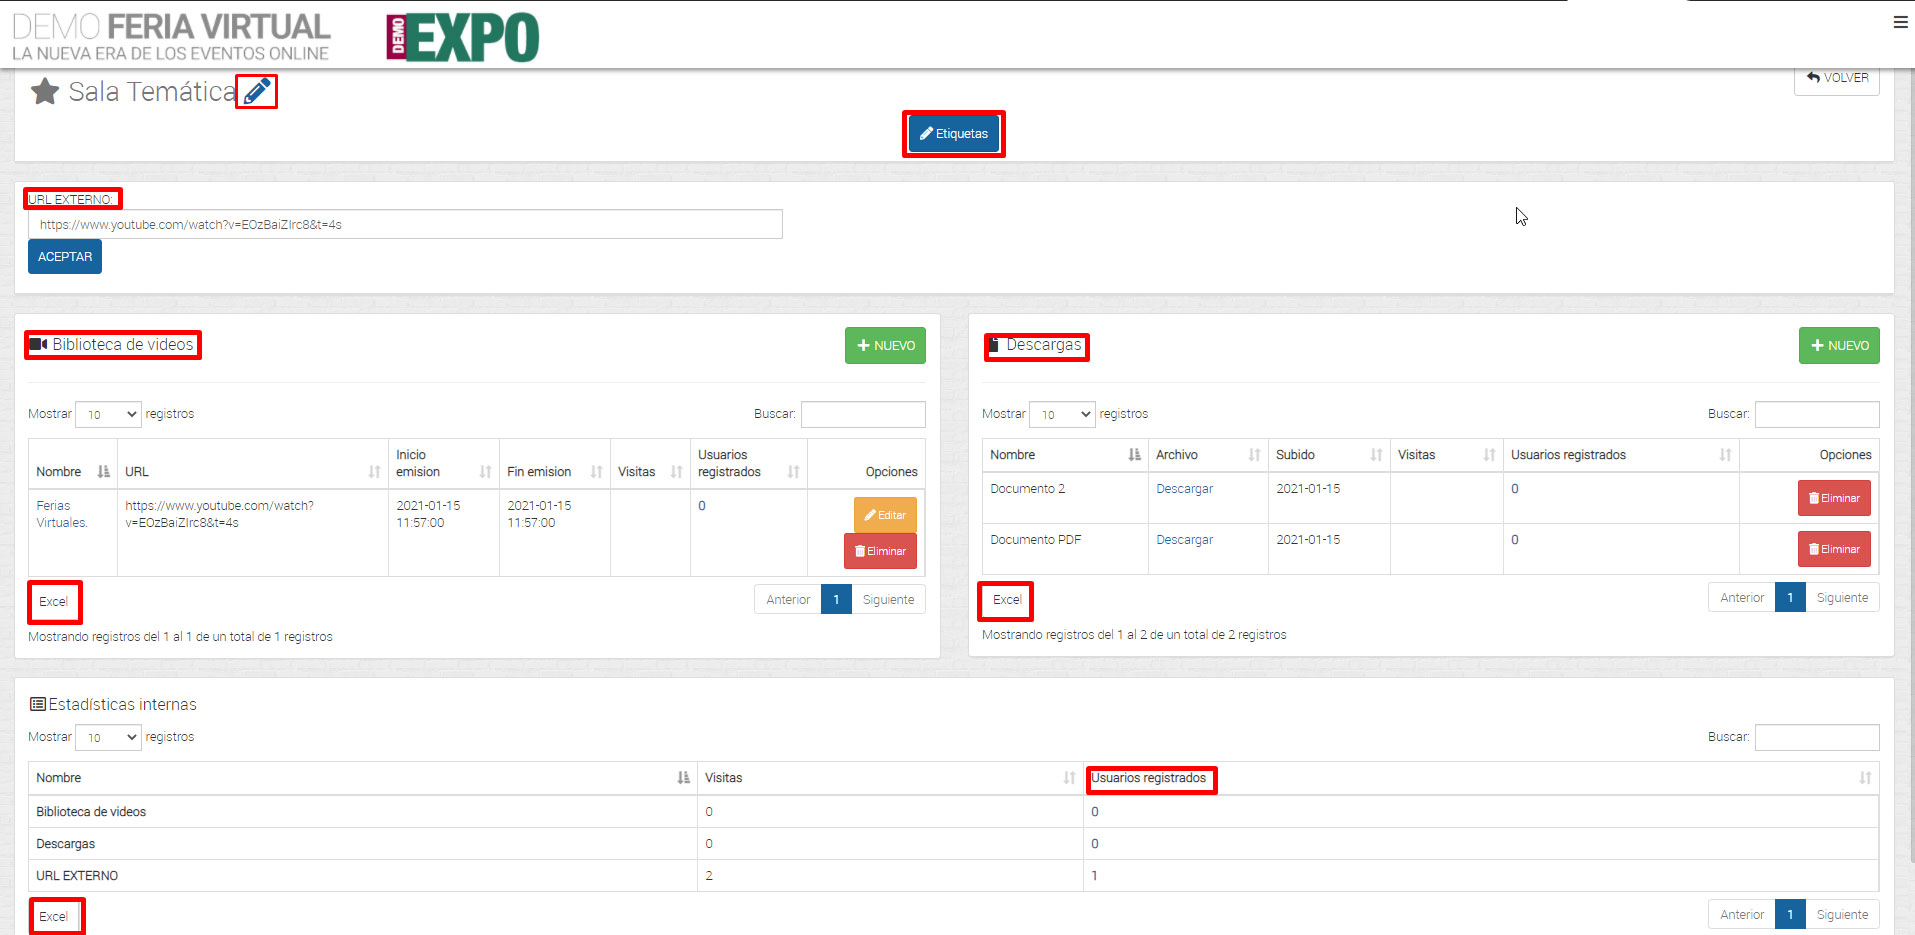 DEMO FERIA VIRTUAL
LA NUEVA ERA DE LOS EVENTOS ONLINE
DEMO EXPO
Sala Temática
VOLVER
Etiquetas
URL EXTERNO:
https://www.youtube.com/watch?v=EOzBaiZIrc8&t=4s
ACEPTAR
Biblioteca de videos
NUEVO
Mostrar 10 registros
Buscar:
Nombre URL Inicio emision Fin emision Visitas Usuarios registrados Opciones
Ferias Virtuales. https://www.youtube.com/watch?v=EOzBaiZIrc8&t=4s 2021-01-15 11:57:00 2021-01-15 11:57:00 0 Editar
Eliminar
Excel
Anterior 1 Siguiente
Mostrando registros del 1 al 1 de un total de 1 registros
Descargas
NUEVO
Mostrar 10 registros
Buscar:
Nombre Archivo Subido Visitas Usuarios registrados Opciones
Documento 2 Descargar 2021-01-15 0 Eliminar
Documento PDF Descargar 2021-01-15 0 Eliminar
Excel
Anterior 1 Siguiente
Mostrando registros del 1 al 2 de un total de 2 registros
Estadísticas internas
Mostrar 10 registros
Buscar:
Nombre Visitas Usuarios registrados
Biblioteca de videos 0 0
Descargas 0 0
URL EXTERNO 2 1
Excel
Anterior 1 Siguiente